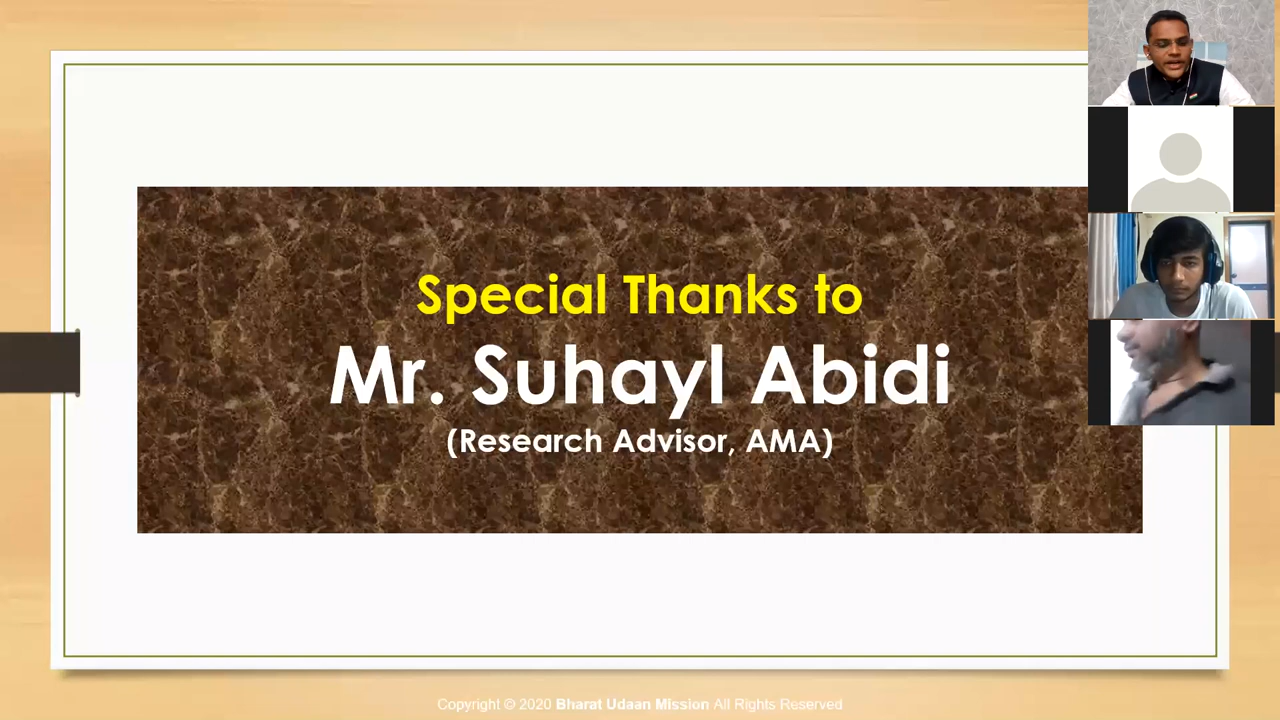 Special Thanks to
Mr. Suhayl Abidi
(Research Advisor, AMA)
Copyright © 2020 Bharat Udaan Mission All Rights Reserved